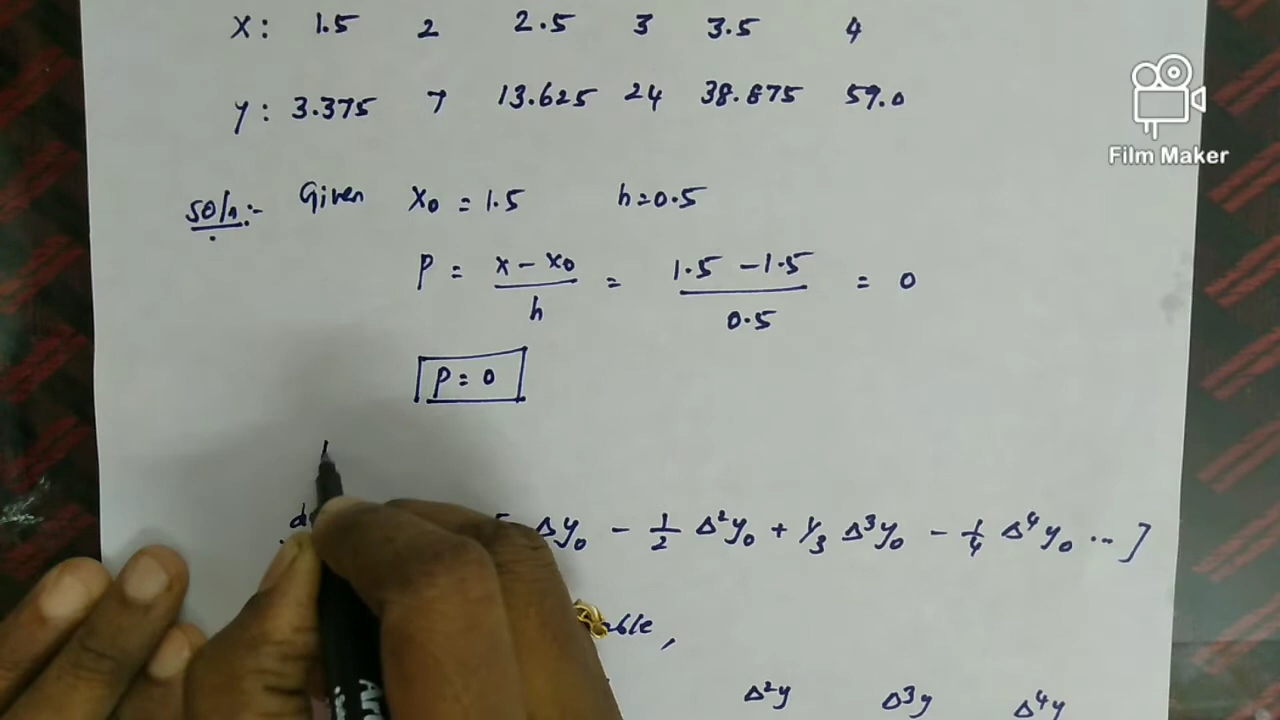 x : 1.5 2 2.5 3 3.5 4
y : 3.375 7 13.625 24 38.875 59.0
Soln :- Given x₀ = 1.5 h = 0.5
P = (x - x₀)/h = (1.5 - 1.5)/0.5 = 0
P = 0
Δy₀ - 1/2 Δ²y₀ + 1/3 Δ³y₀ - 1/4 Δ⁴y₀ ... ]
,
Δ²y Δ³y Δ⁴y
Film Maker